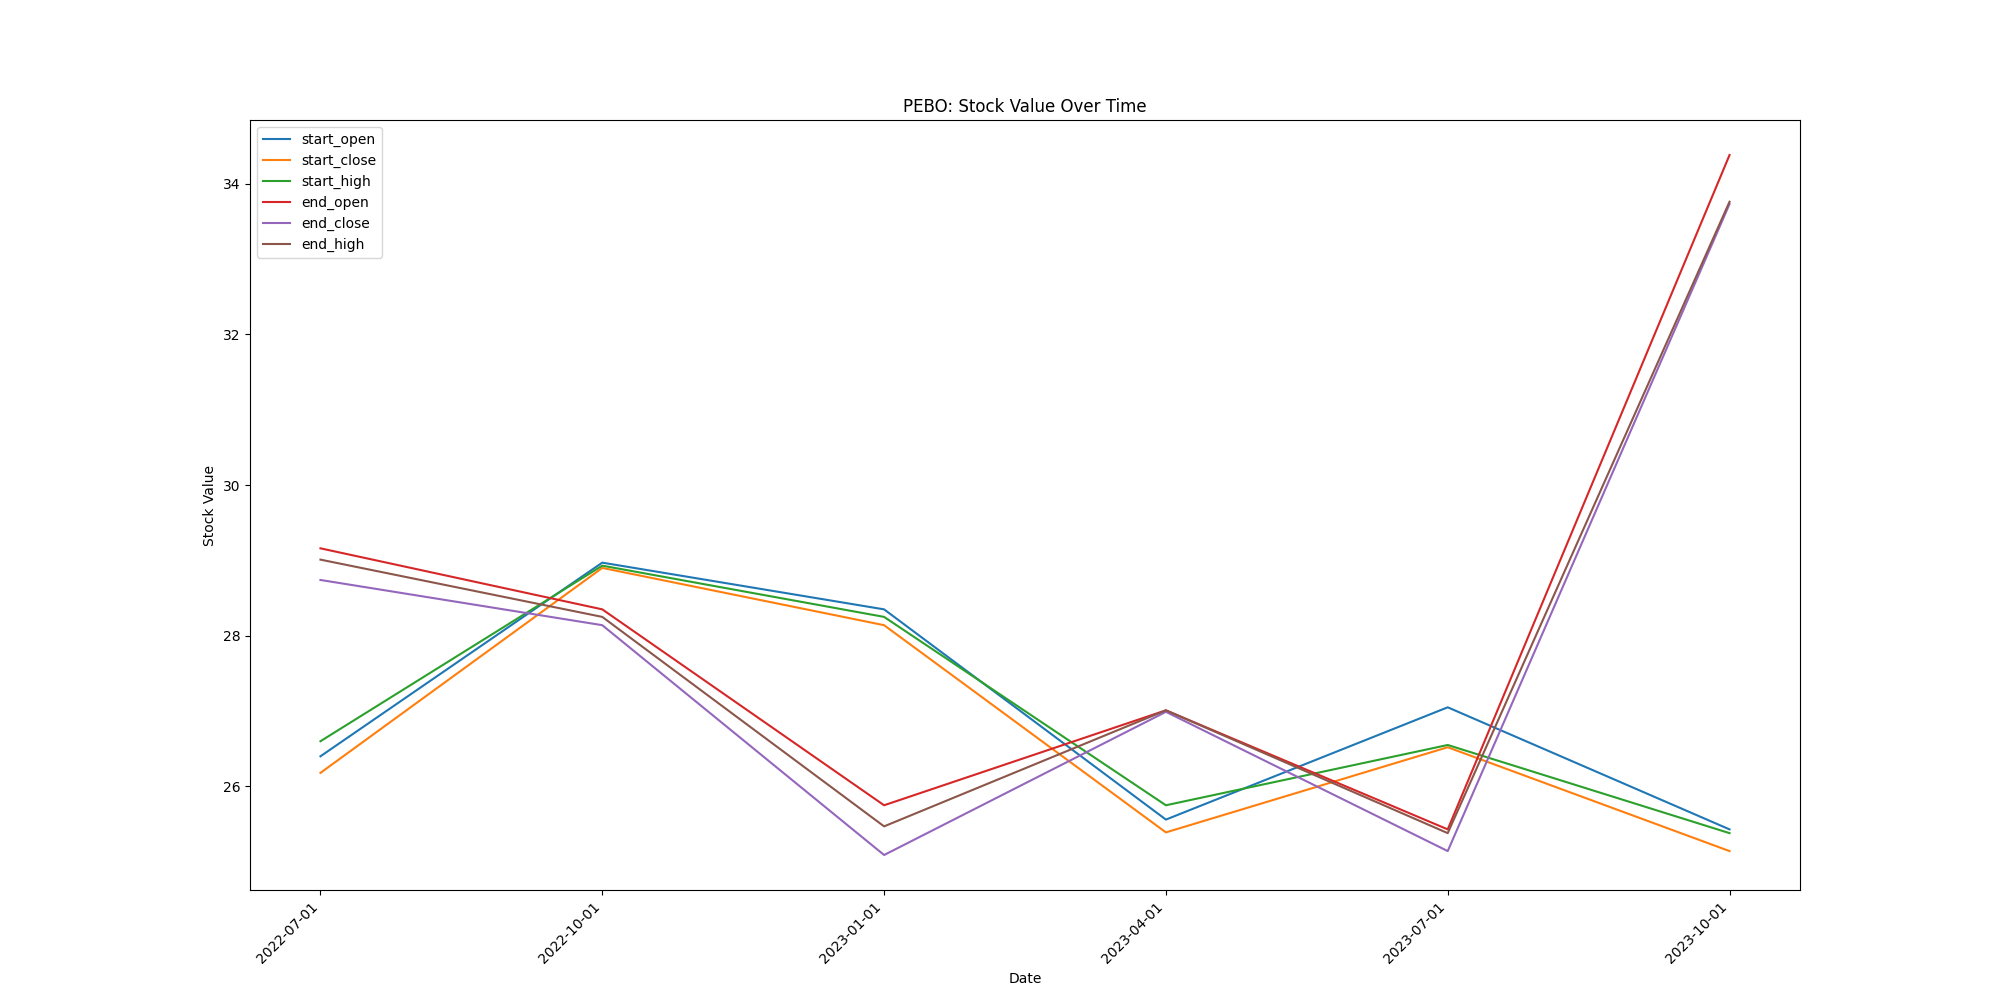 PEBO: Stock Value Over Time
start_open
start_close
start_high
end_open
end_close
end_high
34
32
30
28
26
Stock Value
2022-07-01
2022-10-01
2023-01-01
2023-04-01
2023-07-01
2023-10-01
Date